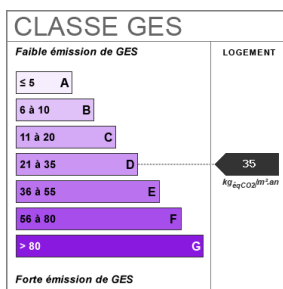 CLASSE GES
Faible émission de GES
LOGEMENT
≤ 5 A
6 à 10 B
11 à 20 C
21 à 35 D
35
kgéqCO2/m².an
36 à 55 E
56 à 80 F
> 80 G
Forte émission de GES